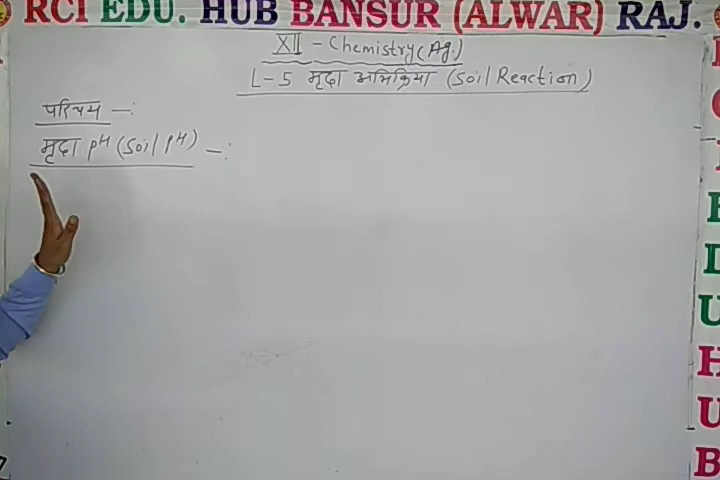 RCI EDU. HUB BANSUR (ALWAR) RAJ.
XII - Chemistry (Ag.)
L-5 मृदा अभिक्रिया (Soil Reaction)
परिचय -:
मृदा pH (Soil pH) -:
E
D
U
H
U
B